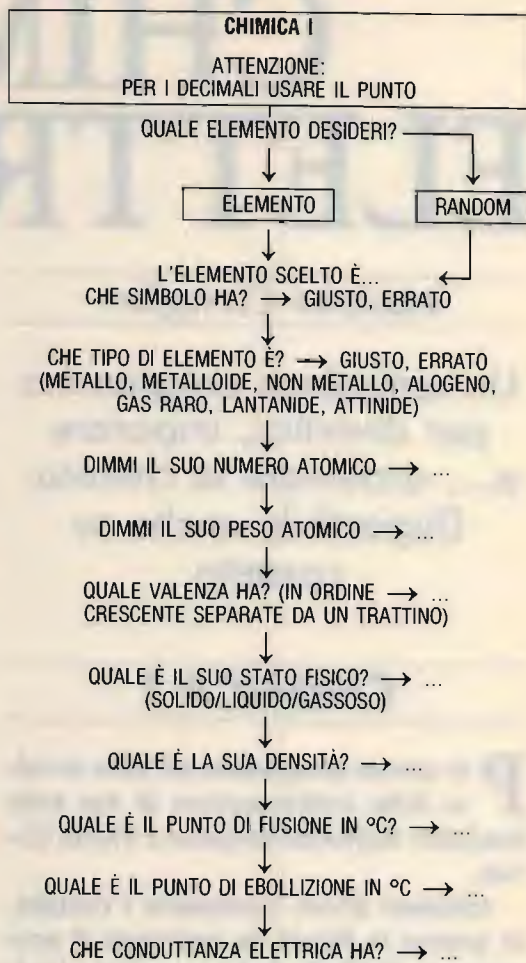 CHIMICA I
ATTENZIONE:
PER I DECIMALI USARE IL PUNTO
QUALE ELEMENTO DESIDERI?
ELEMENTO
RANDOM
L'ELEMENTO SCELTO È...
CHE SIMBOLO HA? → GIUSTO, ERRATO
CHE TIPO DI ELEMENTO È? → GIUSTO, ERRATO
(METALLO, METALLOIDE, NON METALLO, ALOGENO,
GAS RARO, LANTANIDE, ATTINIDE)
DIMMI IL SUO NUMERO ATOMICO → ...
DIMMI IL SUO PESO ATOMICO → ...
QUALE VALENZA HA? (IN ORDINE → ...
CRESCENTE SEPARATE DA UN TRATTINO)
QUALE È IL SUO STATO FISICO? → ...
(SOLIDO/LIQUIDO/GASSOSO)
QUALE È LA SUA DENSITÀ? → ...
QUALE È IL PUNTO DI FUSIONE IN °C? → ...
QUALE È IL PUNTO DI EBOLLIZIONE IN °C → ...
CHE CONDUTTANZA ELETTRICA HA? → ...